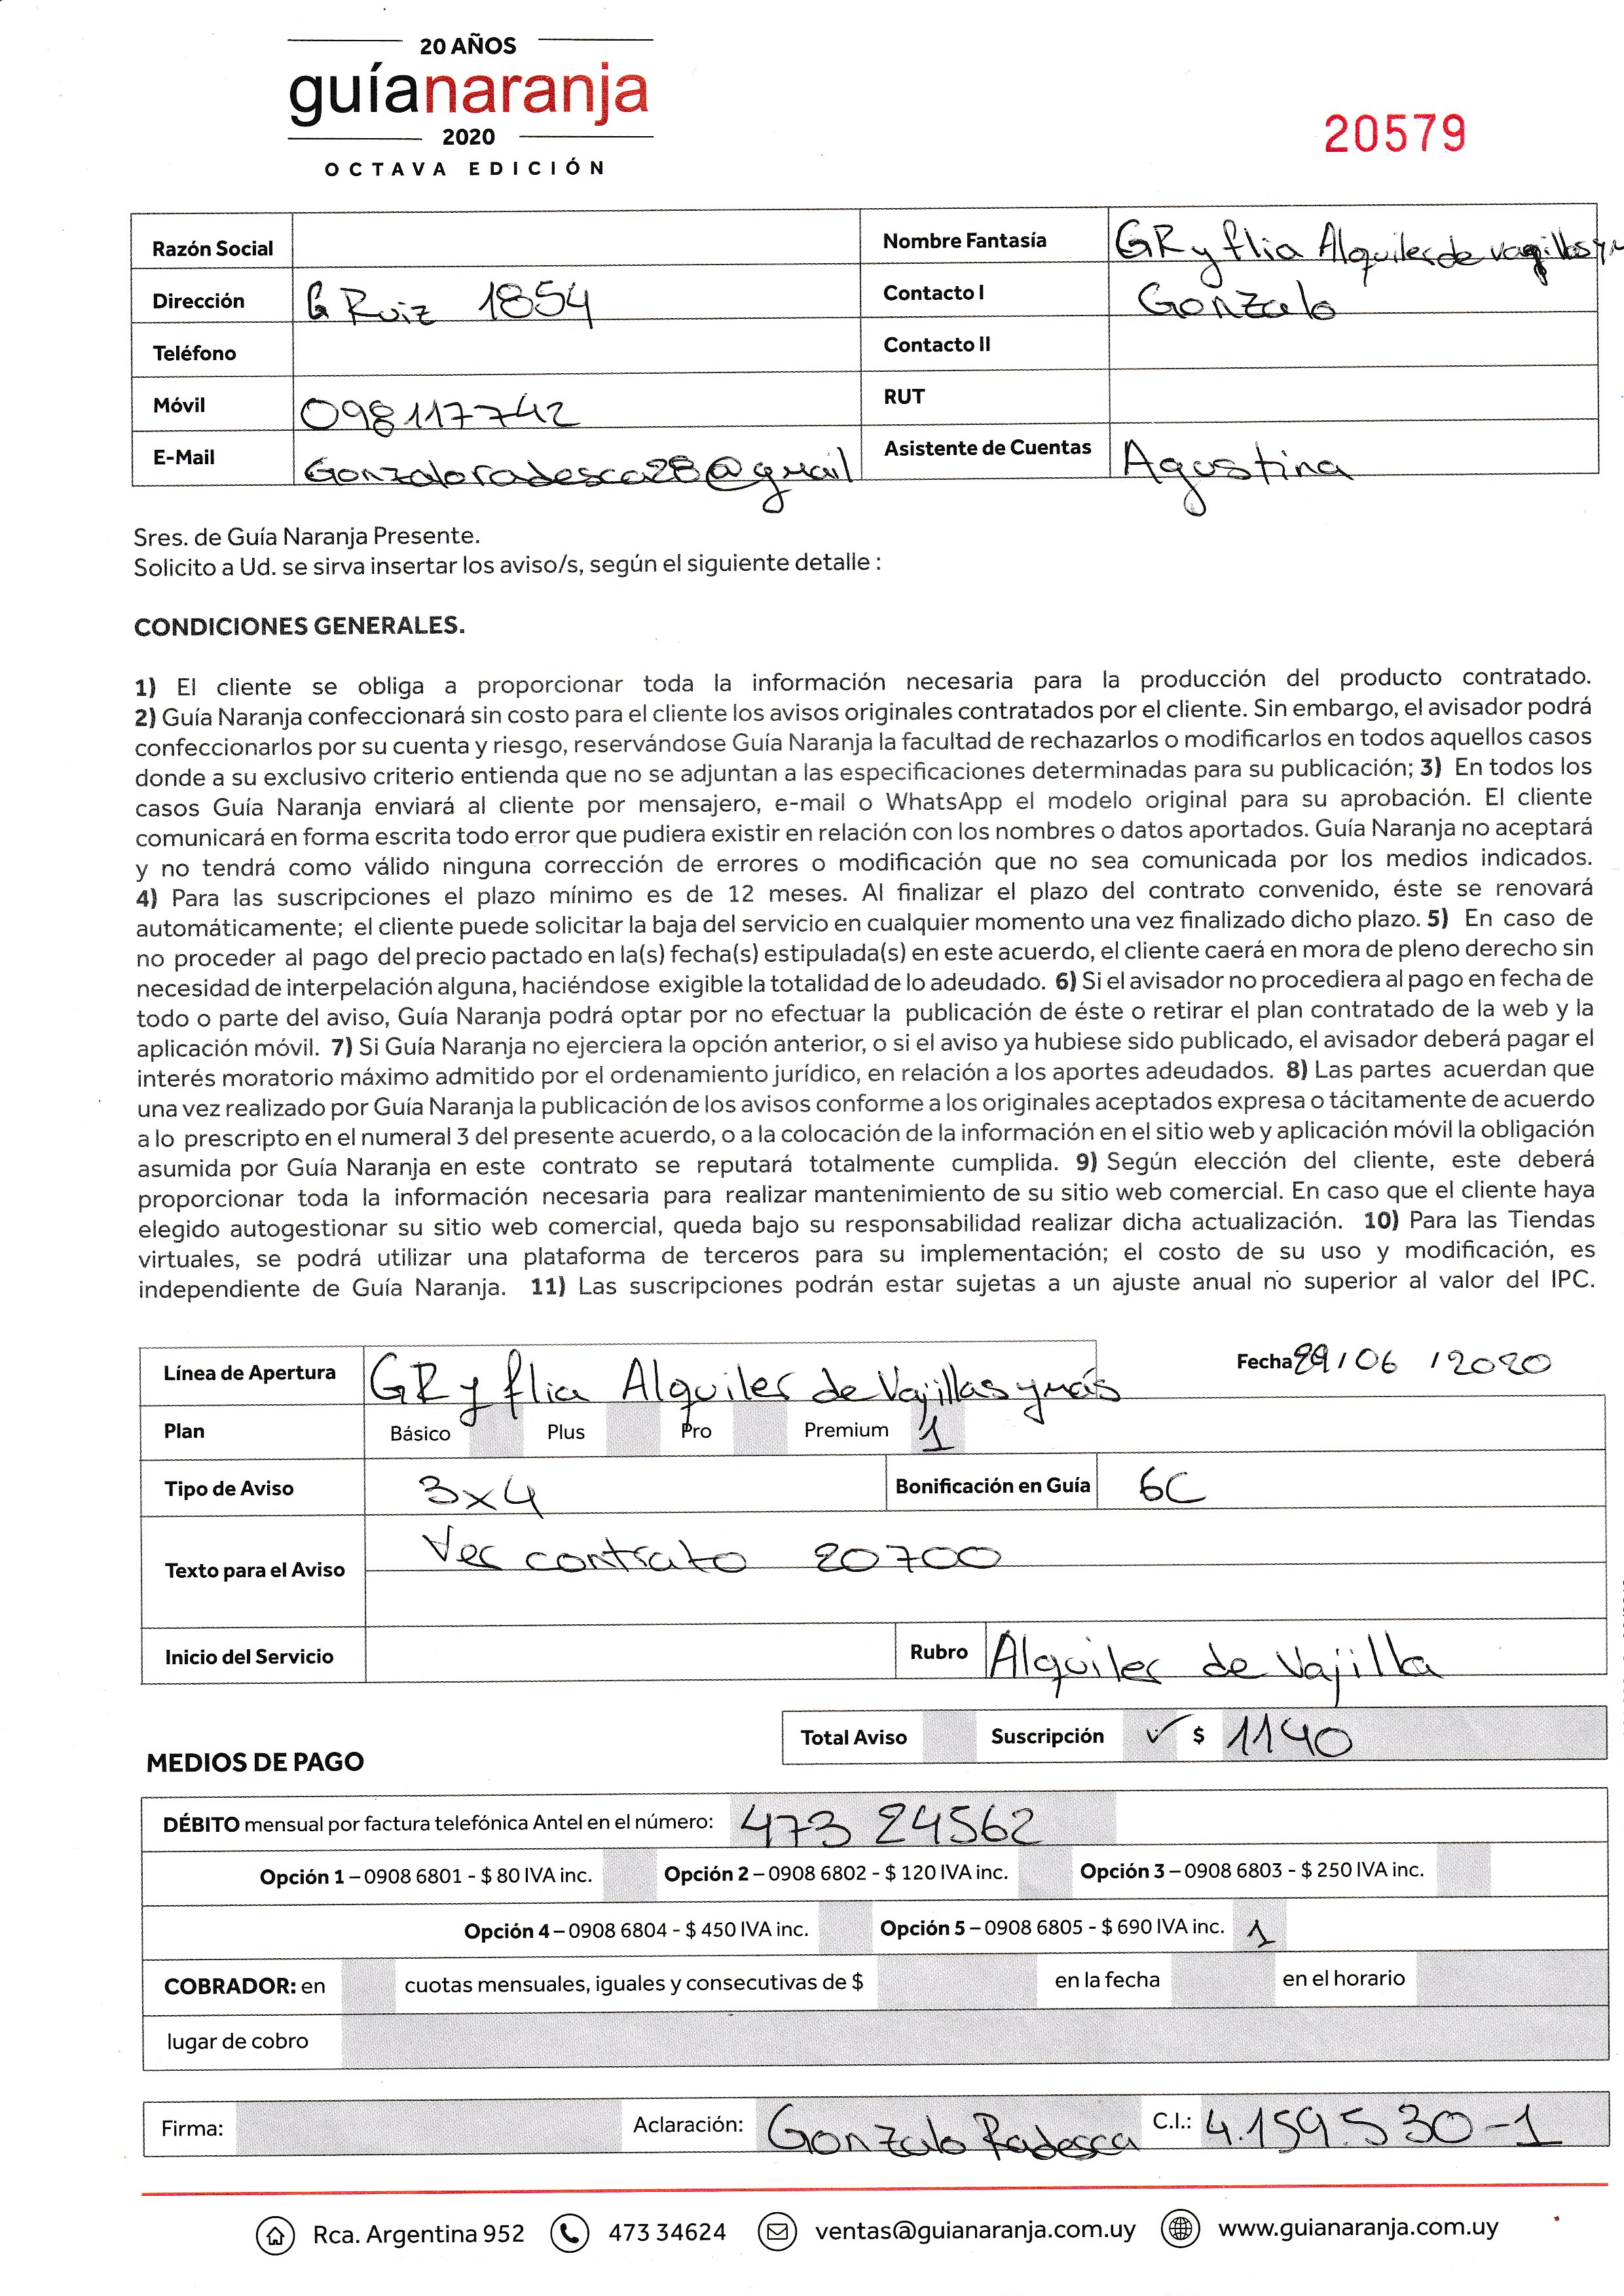 20 AÑOS
guíanaranja
2020
OCTAVA EDICIÓN
20579
Razón Social
Nombre Fantasía GR y flia Alquiler de vagillas y
Dirección G Ruiz 1854
Contacto I Gonzalo
Teléfono
Contacto II
Móvil 098117742
RUT
E-Mail Gonzaloradesca28@gmail
Asistente de Cuentas Agustina
Sres. de Guía Naranja Presente.
Solicito a Ud. se sirva insertar los aviso/s, según el siguiente detalle :
CONDICIONES GENERALES.
1) El cliente se obliga a proporcionar toda la información necesaria para la producción del producto contratado.
2) Guía Naranja confeccionará sin costo para el cliente los avisos originales contratados por el cliente. Sin embargo, el avisador podrá
confeccionarlos por su cuenta y riesgo, reservándose Guía Naranja la facultad de rechazarlos o modificarlos en todos aquellos casos
donde a su exclusivo criterio entienda que no se adjuntan a las especificaciones determinadas para su publicación; 3) En todos los
casos Guía Naranja enviará al cliente por mensajero, e-mail o WhatsApp el modelo original para su aprobación. El cliente
comunicará en forma escrita todo error que pudiera existir en relación con los nombres o datos aportados. Guía Naranja no aceptará
y no tendrá como válido ninguna corrección de errores o modificación que no sea comunicada por los medios indicados.
4) Para las suscripciones el plazo mínimo es de 12 meses. Al finalizar el plazo del contrato convenido, éste se renovará
automáticamente; el cliente puede solicitar la baja del servicio en cualquier momento una vez finalizado dicho plazo. 5) En caso de
no proceder al pago del precio pactado en la(s) fecha(s) estipulada(s) en este acuerdo, el cliente caerá en mora de pleno derecho sin
necesidad de interpelación alguna, haciéndose exigible la totalidad de lo adeudado. 6) Si el avisador no procediera al pago en fecha de
todo o parte del aviso, Guía Naranja podrá optar por no efectuar la publicación de éste o retirar el plan contratado de la web y la
aplicación móvil. 7) Si Guía Naranja no ejerciera la opción anterior, o si el aviso ya hubiese sido publicado, el avisador deberá pagar el
interés moratorio máximo admitido por el ordenamiento jurídico, en relación a los aportes adeudados. 8) Las partes acuerdan que
una vez realizado por Guía Naranja la publicación de los avisos conforme a los originales aceptados expresa o tácitamente de acuerdo
a lo prescripto en el numeral 3 del presente acuerdo, o a la colocación de la información en el sitio web y aplicación móvil la obligación
asumida por Guía Naranja en este contrato se reputará totalmente cumplida. 9) Según elección del cliente, este deberá
proporcionar toda la información necesaria para realizar mantenimiento de su sitio web comercial. En caso que el cliente haya
elegido autogestionar su sitio web comercial, queda bajo su responsabilidad realizar dicha actualización. 10) Para las Tiendas
virtuales, se podrá utilizar una plataforma de terceros para su implementación; el costo de su uso y modificación, es
independiente de Guía Naranja. 11) Las suscripciones podrán estar sujetas a un ajuste anual no superior al valor del IPC.
Línea de Apertura GR y flia Alquiler de Vajillas y más
Fecha 29/06/2020
Plan Básico Plus Pro Premium 1
Tipo de Aviso 3x4
Bonificación en Guía 6C
Texto para el Aviso Ver contrato 20700
Inicio del Servicio
Rubro Alquiler de Vajilla
Total Aviso Suscripción ✓ $ 1140
MEDIOS DE PAGO
DÉBITO mensual por factura telefónica Antel en el número: 473 24562
Opción 1 – 0908 6801 - $ 80 IVA inc. Opción 2 – 0908 6802 - $ 120 IVA inc. Opción 3 – 0908 6803 - $ 250 IVA inc.
Opción 4 – 0908 6804 - $ 450 IVA inc. Opción 5 – 0908 6805 - $ 690 IVA inc. 1
COBRADOR: en cuotas mensuales, iguales y consecutivas de $ en la fecha en el horario
lugar de cobro
Firma: Aclaración: Gonzalo Radesca C.I.: 4.159.530-1
Rca. Argentina 952 473 34624 ventas@guianaranja.com.uy www.guianaranja.com.uy